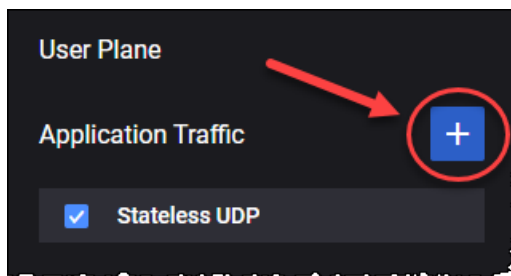 User Plane
Application Traffic +
Stateless UDP